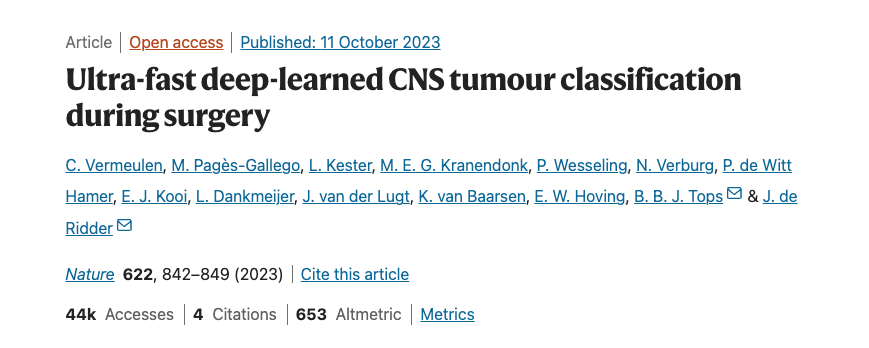 Article | Open access | Published: 11 October 2023
Ultra-fast deep-learned CNS tumour classification
during surgery
C. Vermeulen, M. Pagès-Gallego, L. Kester, M. E. G. Kranendonk, P. Wesseling, N. Verburg, P. de Witt
Hamer, E. J. Kooi, L. Dankmeijer, J. van der Lugt, K. van Baarsen, E. W. Hoving, B. B. J. Tops & J. de
Ridder
Nature 622, 842–849 (2023) | Cite this article
44k Accesses | 4 Citations | 653 Altmetric | Metrics